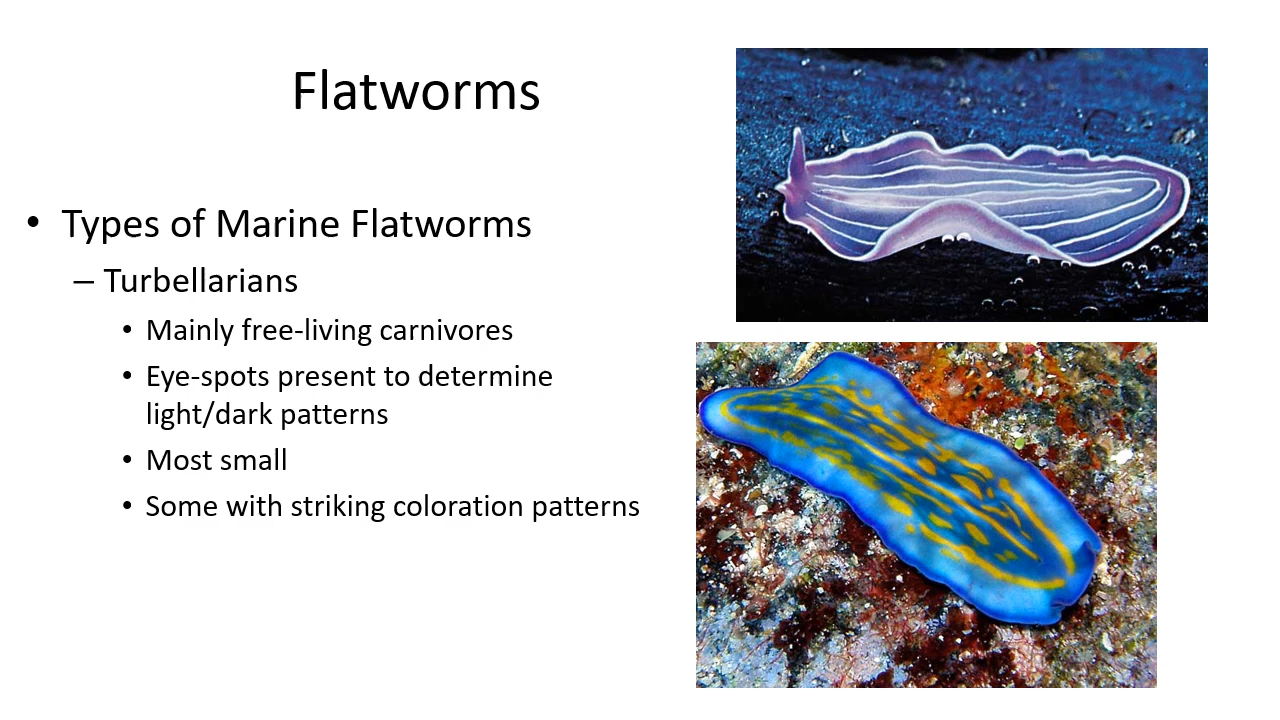 Flatworms
• Types of Marine Flatworms
– Turbellarians
• Mainly free-living carnivores
• Eye-spots present to determine
light/dark patterns
• Most small
• Some with striking coloration patterns